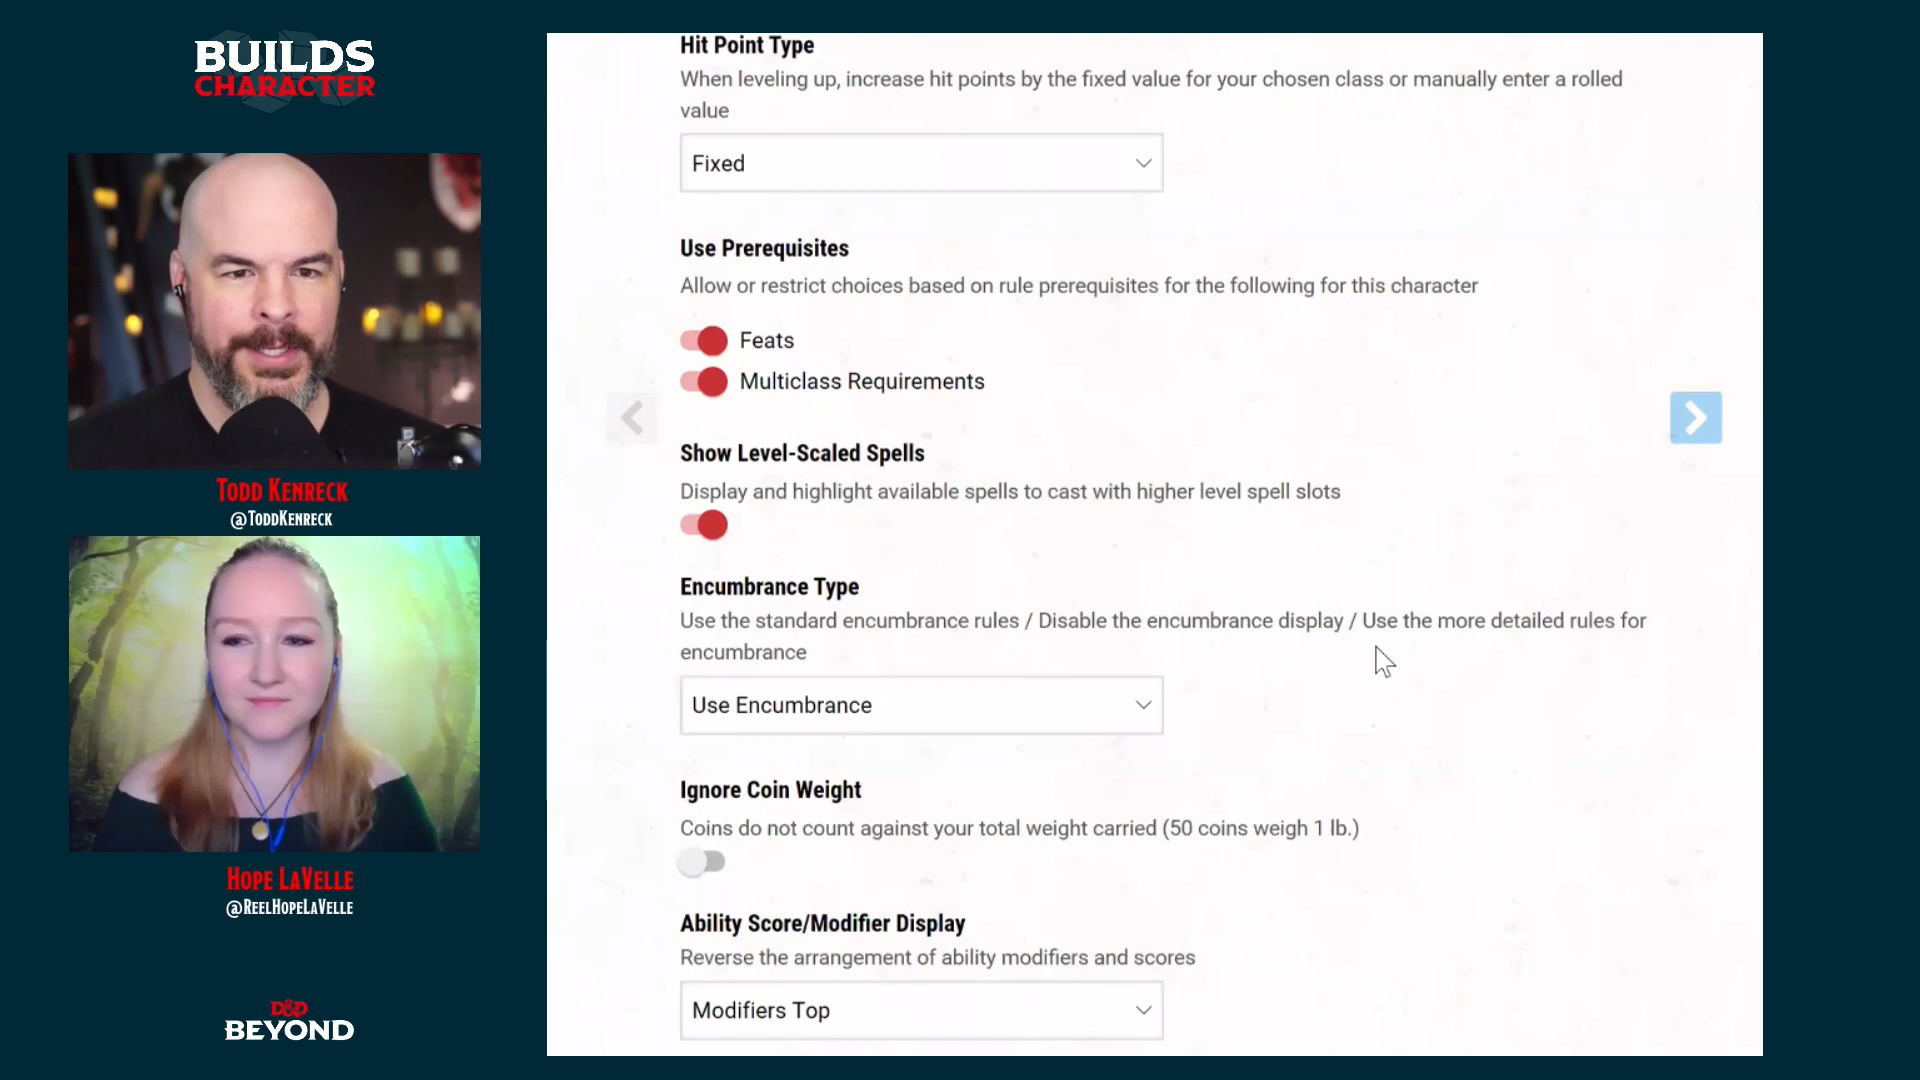 BUILDS
CHARACTER
Todd Kenreck
@ToddKenreck
Hope LaVelle
@ReelHopeLaVelle
D&D
BEYOND
Hit Point Type
When leveling up, increase hit points by the fixed value for your chosen class or manually enter a rolled
value
Fixed
Use Prerequisites
Allow or restrict choices based on rule prerequisites for the following for this character
Feats
Multiclass Requirements
Show Level-Scaled Spells
Display and highlight available spells to cast with higher level spell slots
Encumbrance Type
Use the standard encumbrance rules / Disable the encumbrance display / Use the more detailed rules for
encumbrance
Use Encumbrance
Ignore Coin Weight
Coins do not count against your total weight carried (50 coins weigh 1 lb.)
Ability Score/Modifier Display
Reverse the arrangement of ability modifiers and scores
Modifiers Top